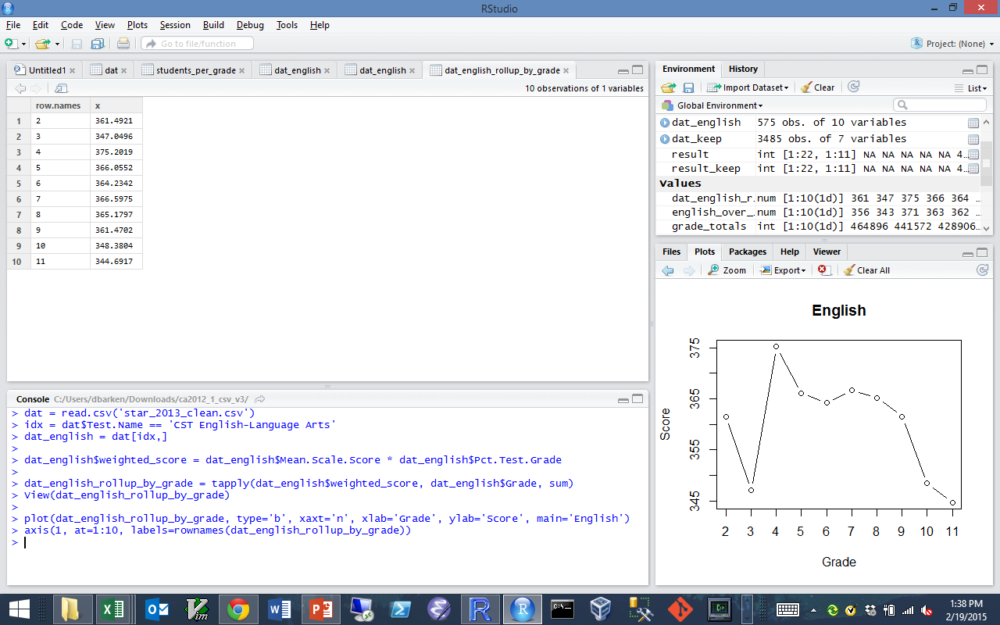 RStudio
File Edit Code View Plots Session Build Debug Tools Help
Go to file/function Project: (None)
Untitled1 dat students_per_grade dat_english dat_english dat_english_rollup_by_grade
10 observations of 1 variables
row.names x
1 2 361.4921
2 3 347.0496
3 4 375.2019
4 5 366.0552
5 6 364.2342
6 7 366.5975
7 8 365.1797
8 9 361.4702
9 10 348.3804
10 11 344.6917
Console C:/Users/dbarken/Downloads/ca2012_1_csv_v3/
> dat = read.csv('star_2013_clean.csv')
> idx = dat$Test.Name == 'CST English-Language Arts'
> dat_english = dat[idx,]
>
> dat_english$weighted_score = dat_english$Mean.Scale.Score * dat_english$Pct.Test.Grade
>
> dat_english_rollup_by_grade = tapply(dat_english$weighted_score, dat_english$Grade, sum)
> View(dat_english_rollup_by_grade)
>
> plot(dat_english_rollup_by_grade, type='b', xaxt='n', xlab='Grade', ylab='Score', main='English')
> axis(1, at=1:10, labels=rownames(dat_english_rollup_by_grade))
>
Environment History
Import Dataset Clear List
Global Environment
dat_english 575 obs. of 10 variables
dat_keep 3485 obs. of 7 variables
result int [1:22, 1:11] NA NA NA NA NA 4…
result_keep int [1:22, 1:11] NA NA NA NA NA 4…
Values
dat_english_r… num [1:10(1d)] 361 347 375 366 364 …
english_over_… num [1:10(1d)] 356 343 371 363 362 …
grade_totals int [1:10(1d)] 464896 441572 428906…
Files Plots Packages Help Viewer
Zoom Export Clear All
English
375
365
355
345
Score
2 3 4 5 6 7 8 9 10 11
Grade
1:38 PM
2/19/2015